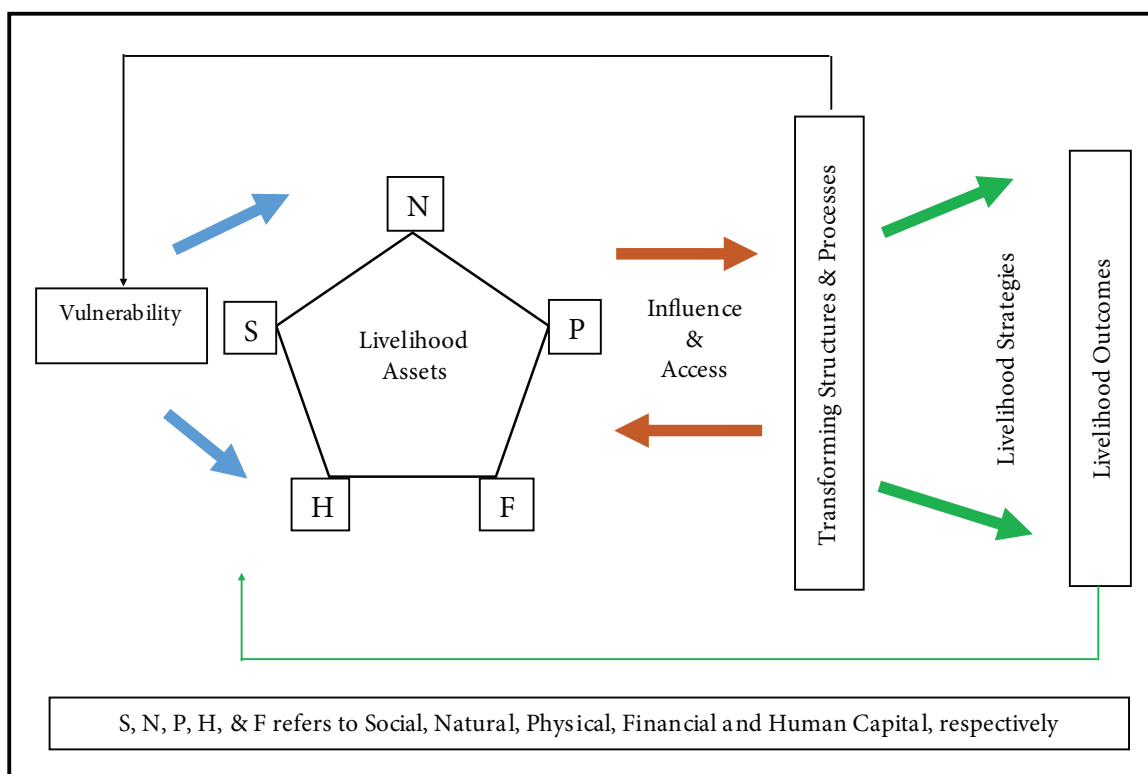 N
Vulnerability
S
Livelihood
Assets
P
H
F
Influence
&
Access
Transforming Structures & Processes
Livelihood Strategies
Livelihood Outcomes
S, N, P, H, & F refers to Social, Natural, Physical, Financial and Human Capital, respectively